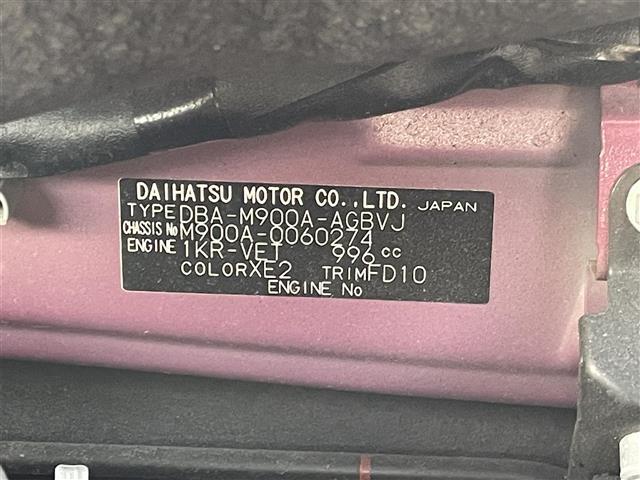 DAIHATSU MOTOR CO.,LTD. JAPAN
TYPE DBA-M900A-AGBVJ
CHASSIS No M900A-0060274
ENGINE 1KR-VET 996 cc
COLOR XE2 TRIM FD10
ENGINE No